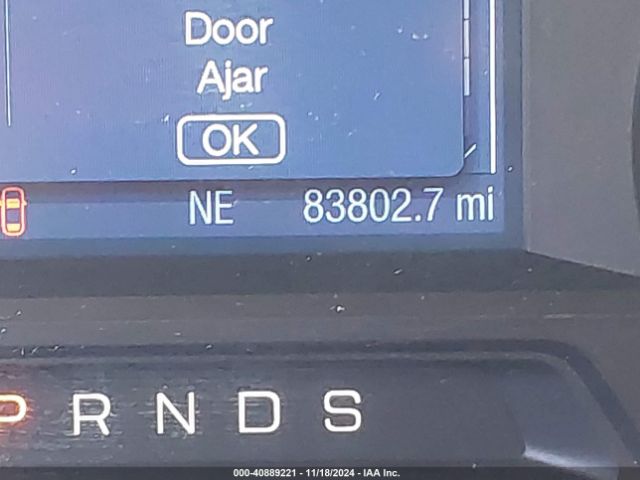 Door
Ajar
OK
NE 83802.7 mi
P R N D S
000-40889221 - 11/18/2024 - IAA Inc.